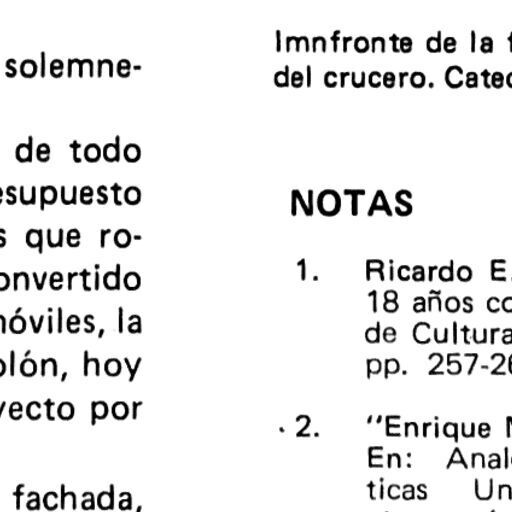 solemne-
de todo
esupuesto
s que ro-
onvertido
nóviles, la
olón, hoy
yecto por
fachada,
Imnfronte de la f
del crucero. Cated
NOTAS
1. Ricardo E.
18 años co
de Cultura
pp. 257-26
2. "Enrique M
En: Anal
ticas Un